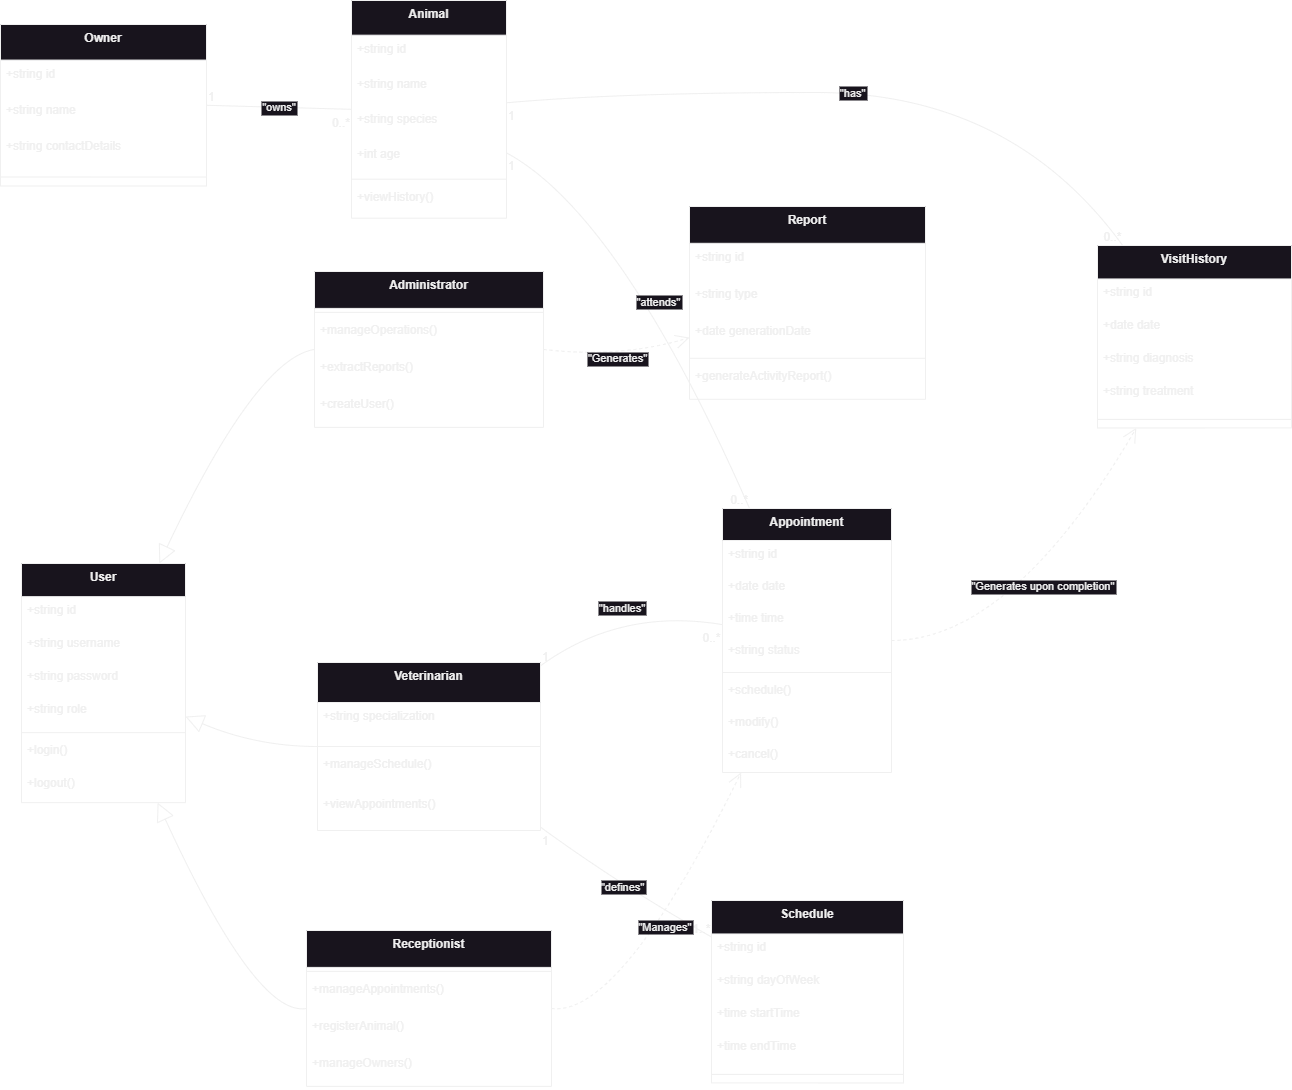 Owner
+string id
+string name
+string contactDetails
1
"owns"
0..*
Animal
+string id
+string name
+string species
+int age
+viewHistory()
1
"has"
0..*
1
"attends"
0..*
VisitHistory
+string id
+date date
+string diagnosis
+string treatment
Report
+string id
+string type
+date generationDate
+generateActivityReport()
Administrator
+manageOperations()
+extractReports()
+createUser()
"Generates"
User
+string id
+string username
+string password
+string role
+login()
+logout()
Appointment
+string id
+date date
+time time
+string status
+schedule()
+modify()
+cancel()
"Generates upon completion"
Veterinarian
+string specialization
+manageSchedule()
+viewAppointments()
1
"handles"
0..*
1
"defines"
"Manages"
Receptionist
+manageAppointments()
+registerAnimal()
+manageOwners()
Schedule
+string id
+string dayOfWeek
+time startTime
+time endTime